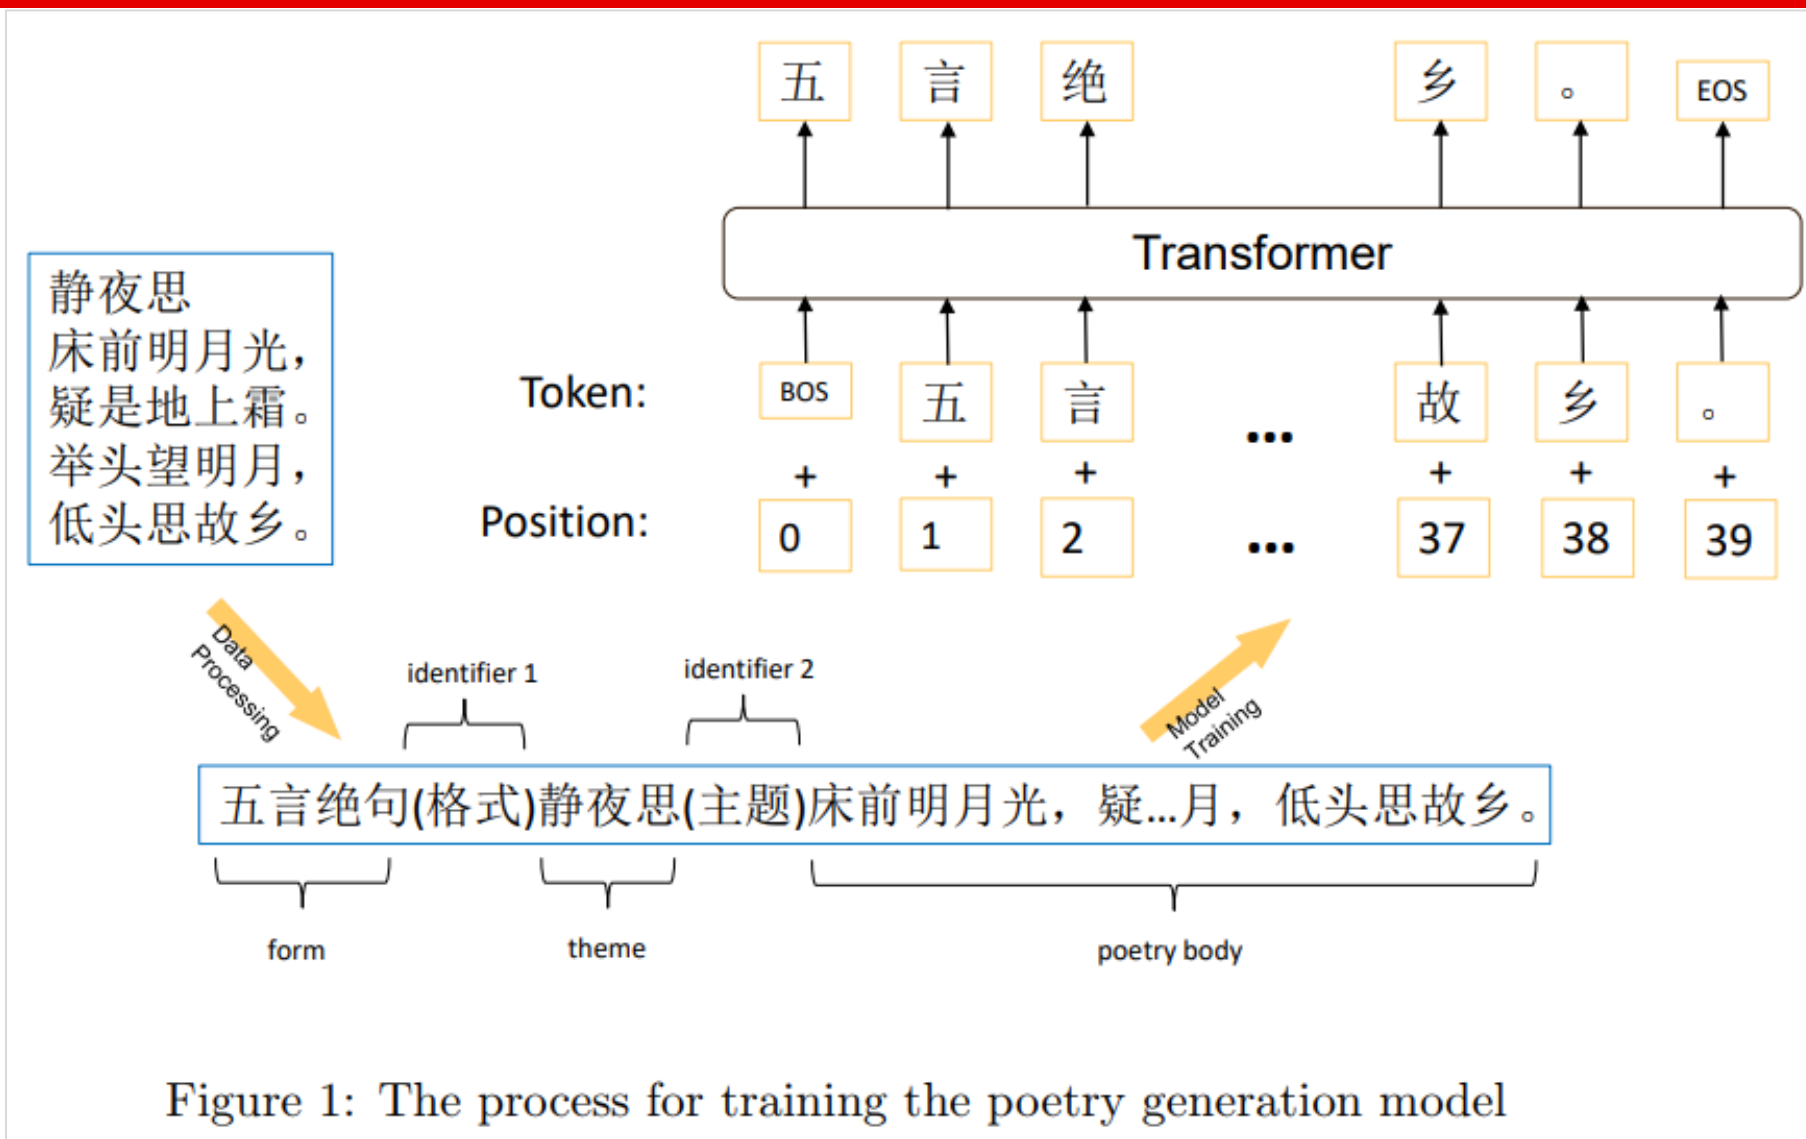 五 言 绝 乡 。 EOS
Transformer
静夜思
床前明月光，
疑是地上霜。
举头望明月，
低头思故乡。
Token: BOS 五 言 ... 故 乡 。
+ + + + + +
Position: 0 1 2 ... 37 38 39
Data
Processing
Model
Training
identifier 1 identifier 2
五言绝句(格式)静夜思(主题)床前明月光，疑...月，低头思故乡。
form theme poetry body
Figure 1: The process for training the poetry generation model